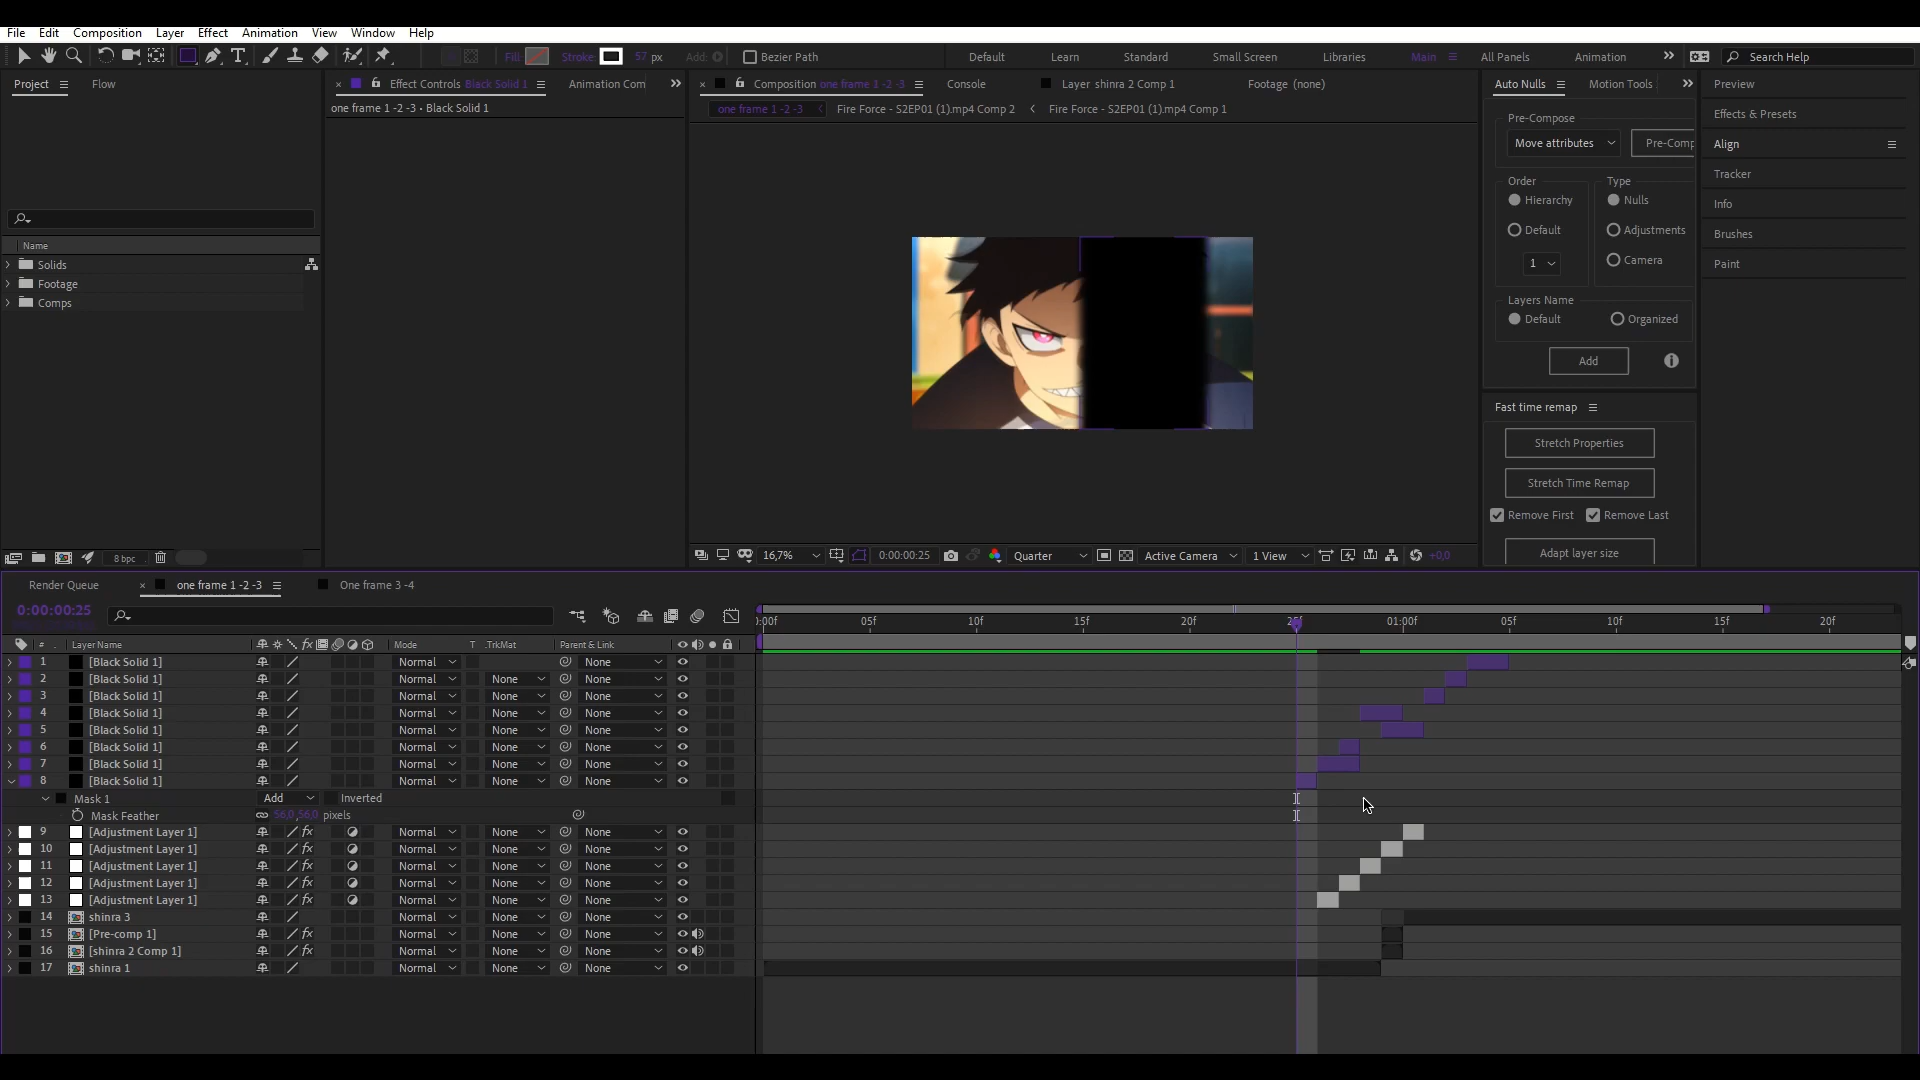 File Edit Composition Layer Effect Animation View Window Help
Fill Stroke 57 px Add: Bezier Path Default Learn Standard Small Screen Libraries Main All Panels Animation Search Help
Project Flow Effect Controls Black Solid 1 Animation Com Composition one frame 1 -2 -3 Console Layer shinra 2 Comp 1 Footage (none) Auto Nulls Motion Tools Preview
one frame 1 -2 -3 • Black Solid 1 one frame 1 -2 -3 Fire Force - S2EP01 (1).mp4 Comp 2 Fire Force - S2EP01 (1).mp4 Comp 1 Effects & Presets
Pre-Compose
Move attributes Pre-Comp Align
Tracker
Order Type
Hierarchy Nulls Info
Default Adjustments Brushes
1 Camera Paint
Name
Solids
Footage
Comps
Layers Name
Default Organized
Add
Fast time remap
Stretch Properties
Stretch Time Remap
Remove First Remove Last
Adapt layer size
8 bpc 16,7% 0:00:00:25 Quarter Active Camera 1 View +0,0
Render Queue one frame 1 -2 -3 One frame 3 -4
0:00:00:25
0:00f 05f 10f 15f 20f 25f 01:00f 05f 10f 15f 20f
# Layer Name Mode T .TrkMat Parent & Link
1 [Black Solid 1] Normal None
2 [Black Solid 1] Normal None None
3 [Black Solid 1] Normal None None
4 [Black Solid 1] Normal None None
5 [Black Solid 1] Normal None None
6 [Black Solid 1] Normal None None
7 [Black Solid 1] Normal None None
8 [Black Solid 1] Normal None None
Mask 1 Add Inverted
Mask Feather 56,0,56,0 pixels
9 [Adjustment Layer 1] fx Normal None None
10 [Adjustment Layer 1] fx Normal None None
11 [Adjustment Layer 1] fx Normal None None
12 [Adjustment Layer 1] fx Normal None None
13 [Adjustment Layer 1] fx Normal None None
14 shinra 3 Normal None None
15 [Pre-comp 1] fx Normal None None
16 [shinra 2 Comp 1] fx Normal None None
17 shinra 1 Normal None None